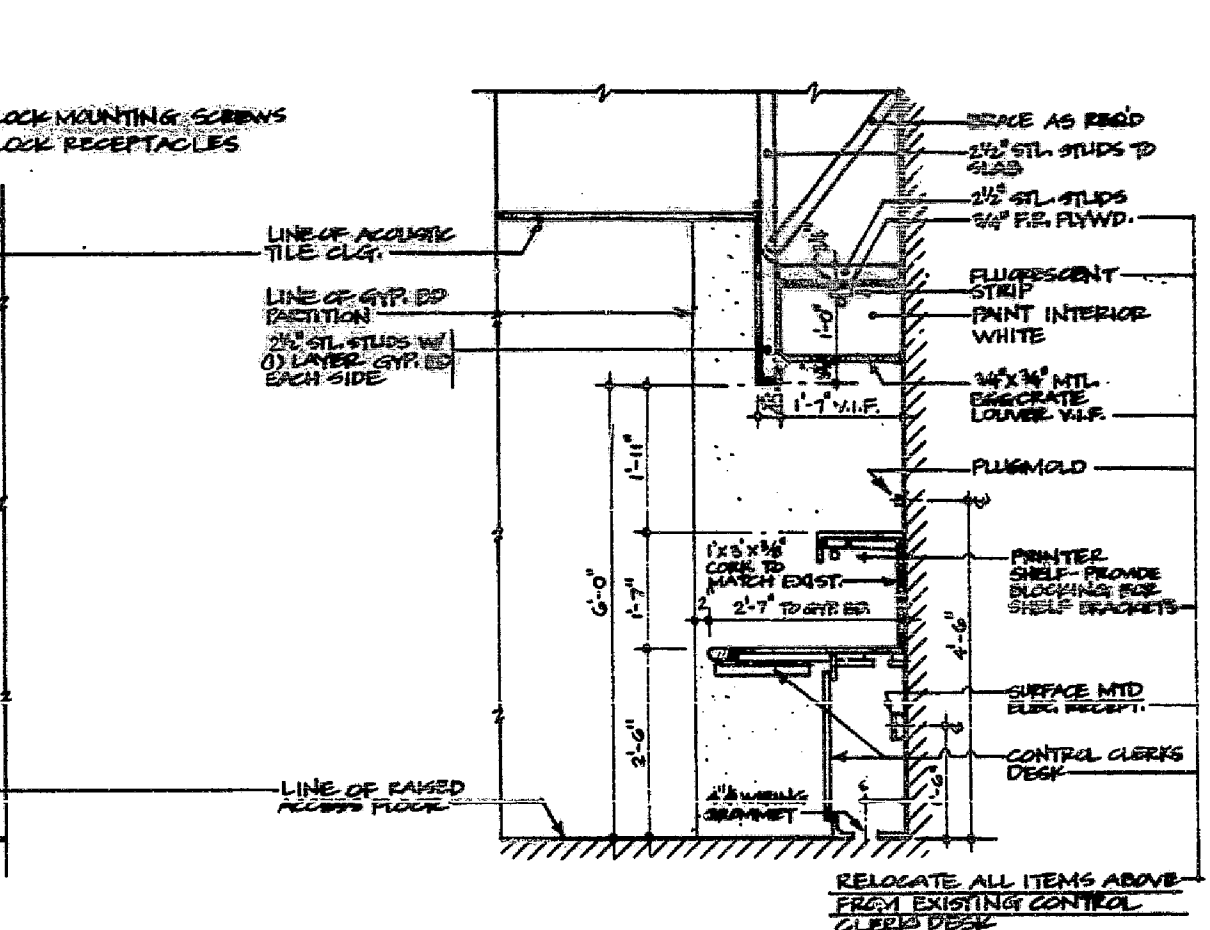 LOCK MOUNTING SCREWS
LOCK RECEPTACLES
LINE OF ACOUSTIC
TILE CLG.
LINE OF GYP. BD
PARTITION
2½" STL. STUDS W/
(1) LAYER GYP. BD
EACH SIDE
LINE OF RAISED
ACCESS FLOOR
1'-0"
1'-7" V.I.F.
1'-11"
6'-0"
1'-7"
2'-6"
1'x3'x3/8"
CORK TO
MATCH EXIST.
2"
2'-7" TO GYP. BD.
WIRING
GROMMET
6"
4'-6"
1'-6"
BRACE AS REQ'D
2½" STL. STUDS TO
SLAB
2½" STL. STUDS
3/4" F.R. PLYWD.
FLUORESCENT
STRIP
PAINT INTERIOR
WHITE
3/4"x3/4" MTL.
EGGCRATE
LOUVER V.I.F.
PLUGMOLD
PRINTER
SHELF-PROVIDE
BLOCKING FOR
SHELF BRACKETS
SURFACE MTD
ELEC. RECEPT.
CONTROL CLERKS
DESK
RELOCATE ALL ITEMS ABOVE
FROM EXISTING CONTROL
CLERKS DESK